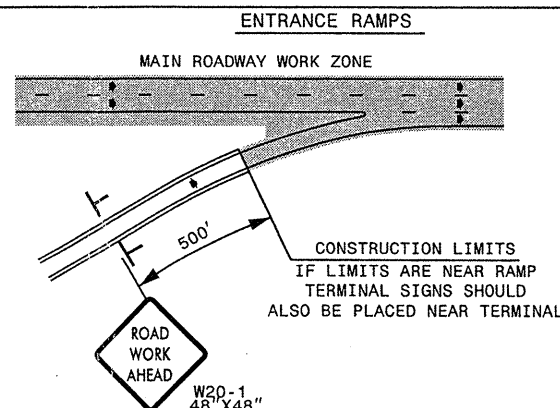 ENTRANCE RAMPS
MAIN ROADWAY WORK ZONE
500'
CONSTRUCTION LIMITS
IF LIMITS ARE NEAR RAMP
TERMINAL SIGNS SHOULD
ALSO BE PLACED NEAR TERMINAL
ROAD
WORK
AHEAD
W20-1
48"X48"